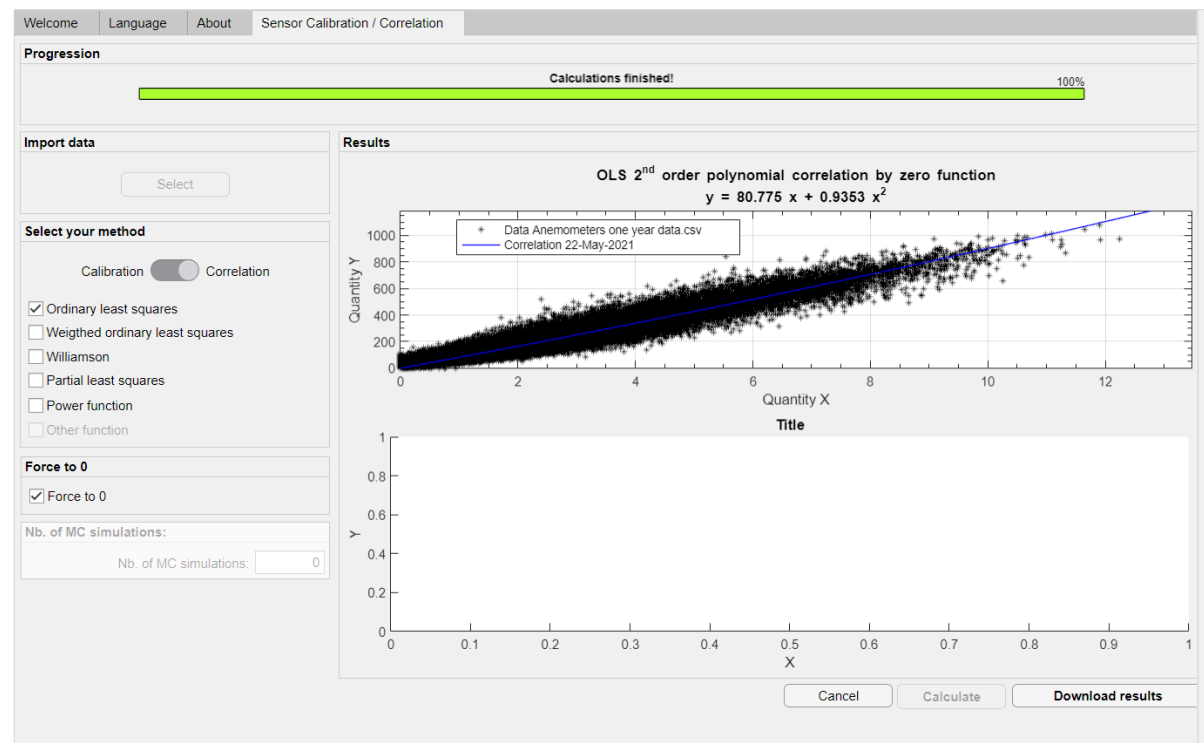 Welcome Language About Sensor Calibration / Correlation
Progression
Calculations finished!
100%
Import data
Select
Select your method
Calibration Correlation
Ordinary least squares
Weigthed ordinary least squares
Williamson
Partial least squares
Power function
Other function
Force to 0
Force to 0
Nb. of MC simulations:
Nb. of MC simulations: 0
Results
OLS 2nd order polynomial correlation by zero function
y = 80.775 x + 0.9353 x2
Data Anemometers one year data.csv
Correlation 22-May-2021
Quantity Y
1000
800
600
400
200
0
0 2 4 6 8 10 12
Quantity X
Title
Y
1
0.8
0.6
0.4
0.2
0
0 0.1 0.2 0.3 0.4 0.5 0.6 0.7 0.8 0.9 1
X
Cancel Calculate Download results